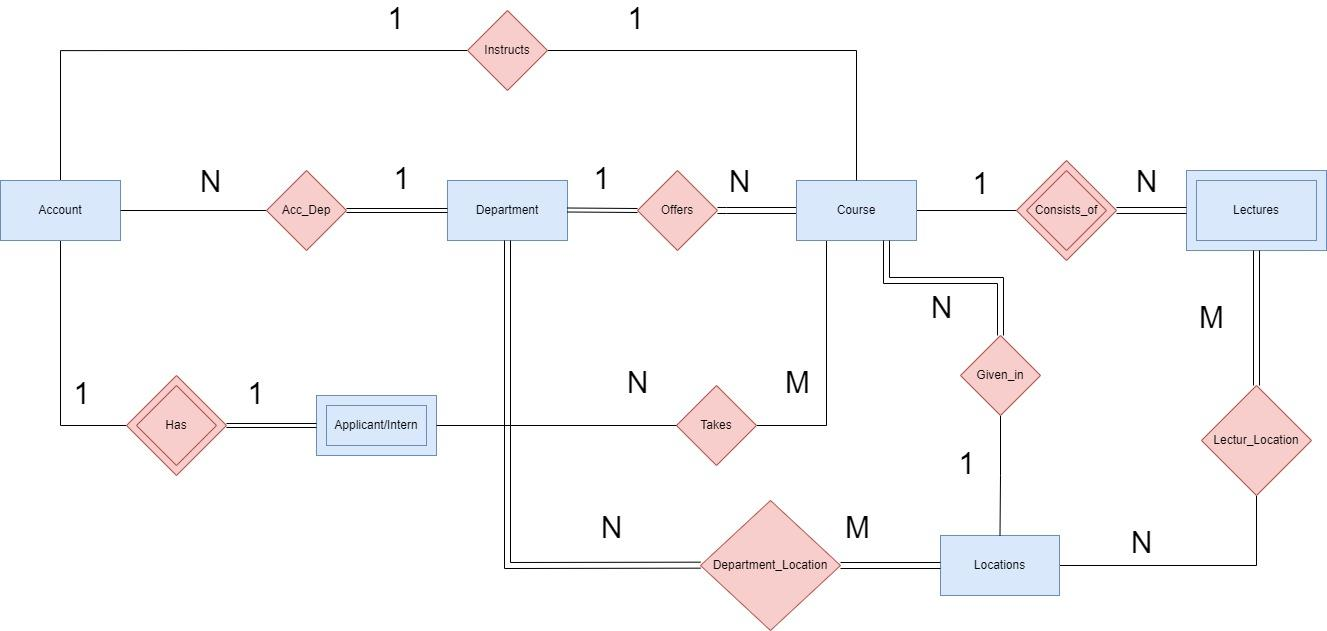 1
1
Instructs
N
1
1
N
1
N
Account
Acc_Dep
Department
Offers
Course
Consists_of
Lectures
N
M
1
1
N
M
Given_in
Has
Applicant/Intern
Takes
Lectur_Location
1
N
M
N
Department_Location
Locations